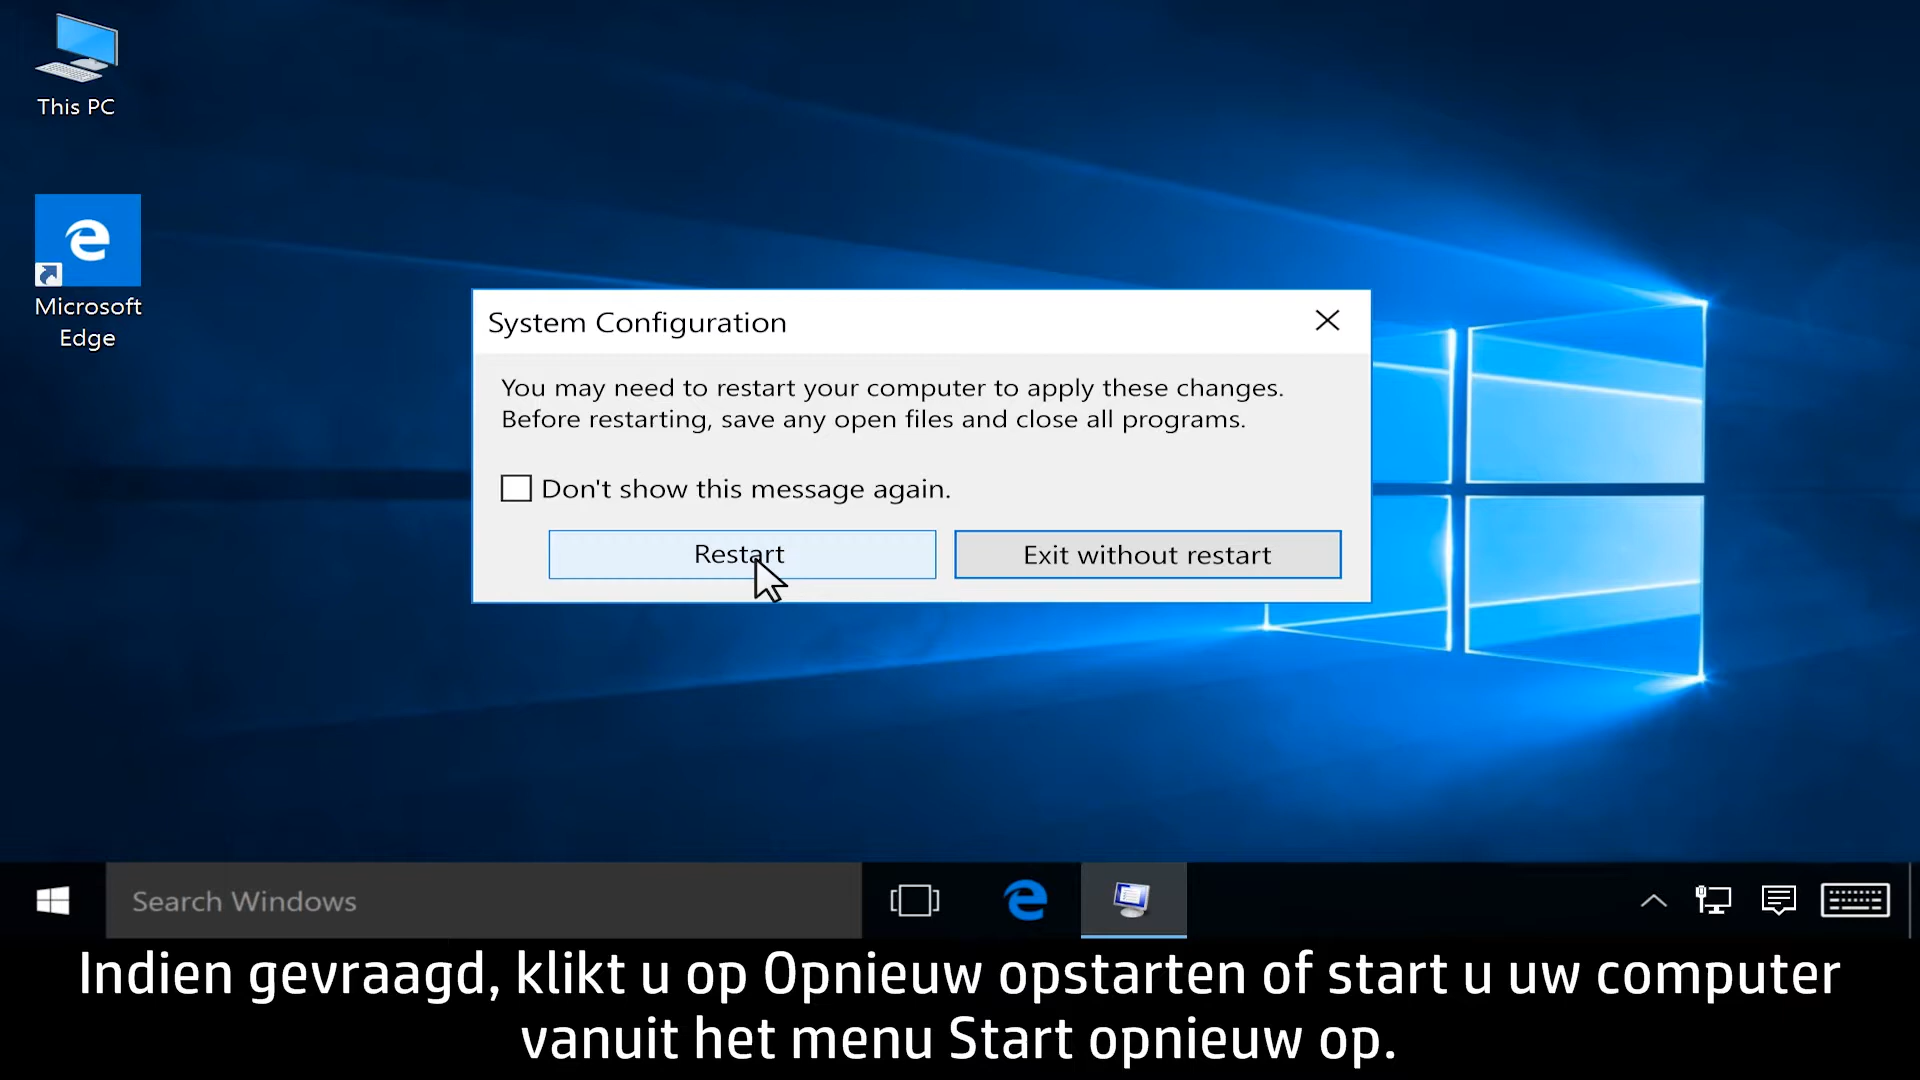 This PC
Microsoft
Edge
System Configuration
You may need to restart your computer to apply these changes.
Before restarting, save any open files and close all programs.
Don't show this message again.
Restart
Exit without restart
Search Windows
Indien gevraagd, klikt u op Opnieuw opstarten of start u uw computer
vanuit het menu Start opnieuw op.